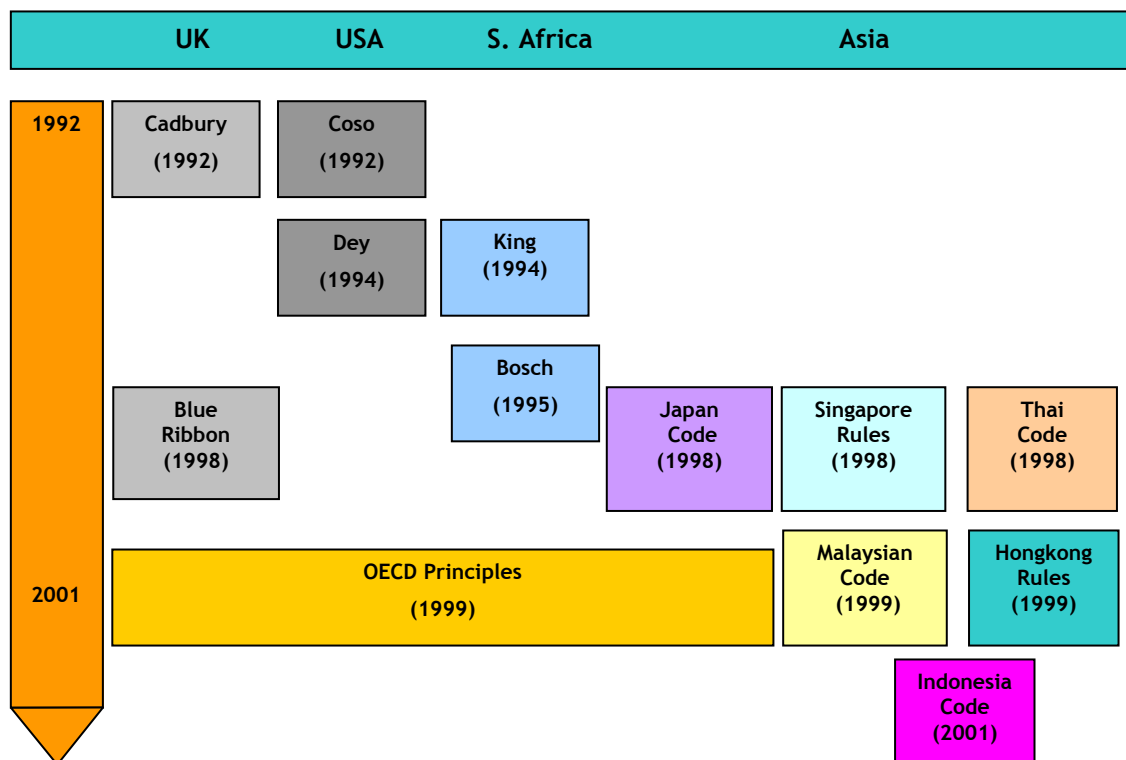 UK USA S. Africa Asia
1992
Cadbury
(1992)
Coso
(1992)
Dey
(1994)
King
(1994)
Bosch
(1995)
Blue
Ribbon
(1998)
Japan
Code
(1998)
Singapore
Rules
(1998)
Thai
Code
(1998)
2001
OECD Principles
(1999)
Malaysian
Code
(1999)
Hongkong
Rules
(1999)
Indonesia
Code
(2001)